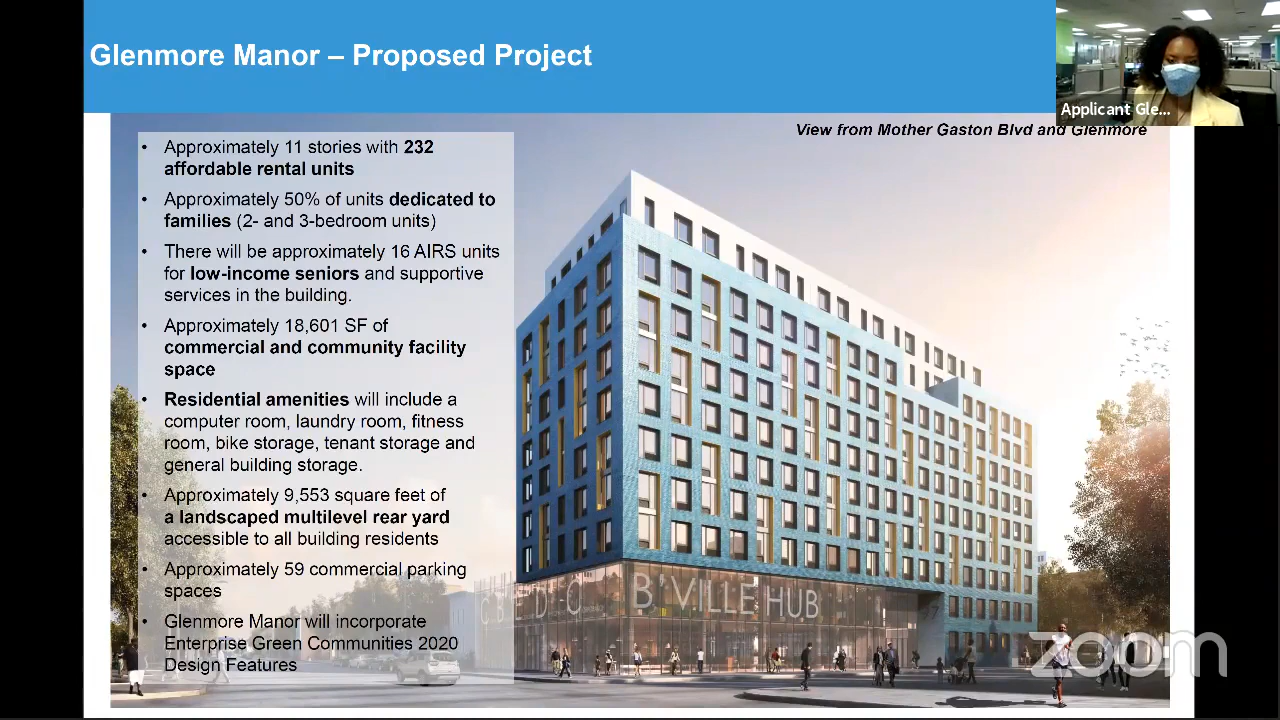 Glenmore Manor – Proposed Project
Applicant Gle...
View from Mother Gaston Blvd and Glenmore
• Approximately 11 stories with 232
affordable rental units
• Approximately 50% of units dedicated to
families (2- and 3-bedroom units)
• There will be approximately 16 AIRS units
for low-income seniors and supportive
services in the building.
• Approximately 18,601 SF of
commercial and community facility
space
• Residential amenities will include a
computer room, laundry room, fitness
room, bike storage, tenant storage and
general building storage.
• Approximately 9,553 square feet of
a landscaped multilevel rear yard
accessible to all building residents
• Approximately 59 commercial parking
spaces
• Glenmore Manor will incorporate
Enterprise Green Communities 2020
Design Features
B'VILLE HUB
zoom